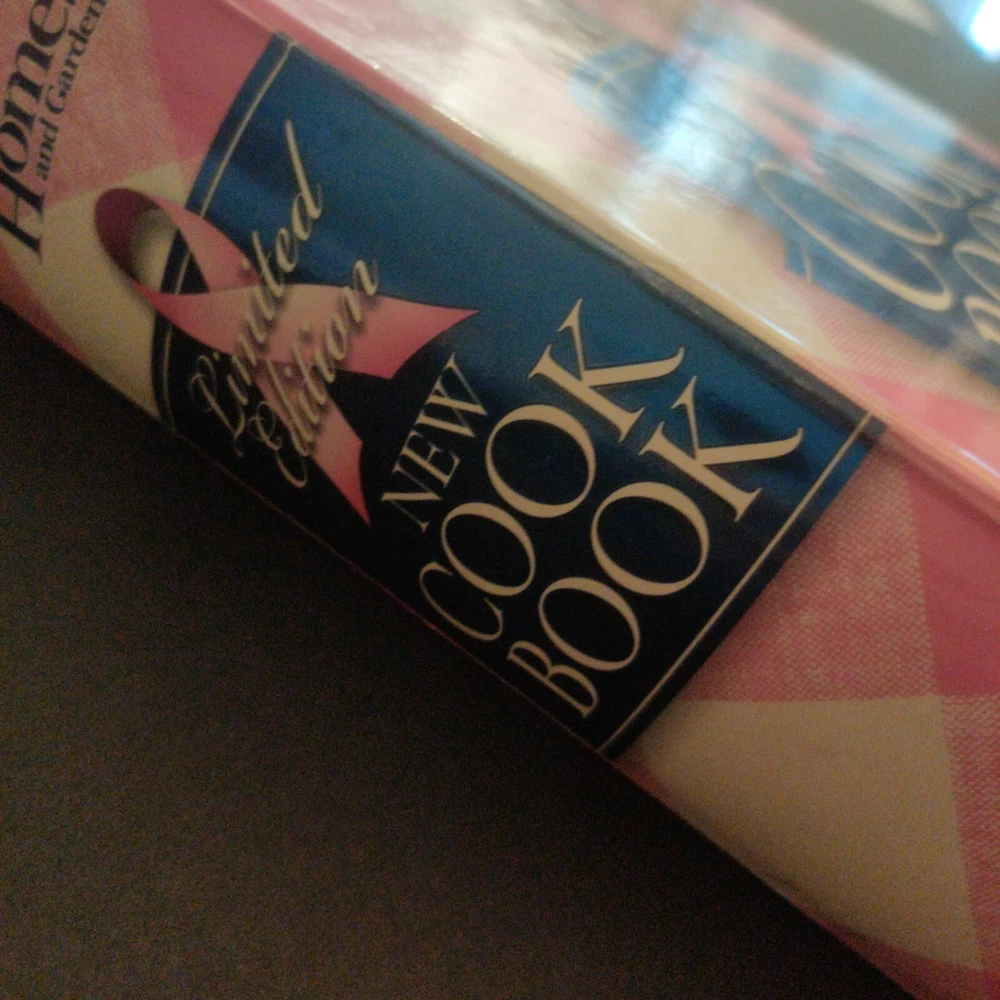 Homes
and Gardens
Limited
Edition
NEW
COOK
BOOK